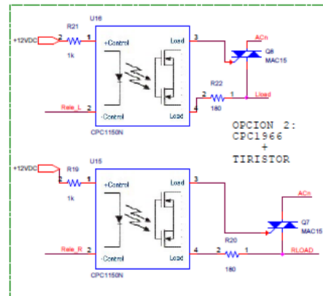 U16
+12VDC
R21
2
1
1k
+Control
Load
3
ACn
Q8
MAC15
Rele_L
2
-Control
Load
4
R22
2
1
180
Lload
CPC1150N
OPCION 2:
CPC1966
+
TIRISTOR
U15
+12VDC
R19
2
1
1k
+Control
Load
3
ACn
Q7
MAC15
Rele_R
2
-Control
Load
4
R20
2
1
180
RLOAD
CPC1150N